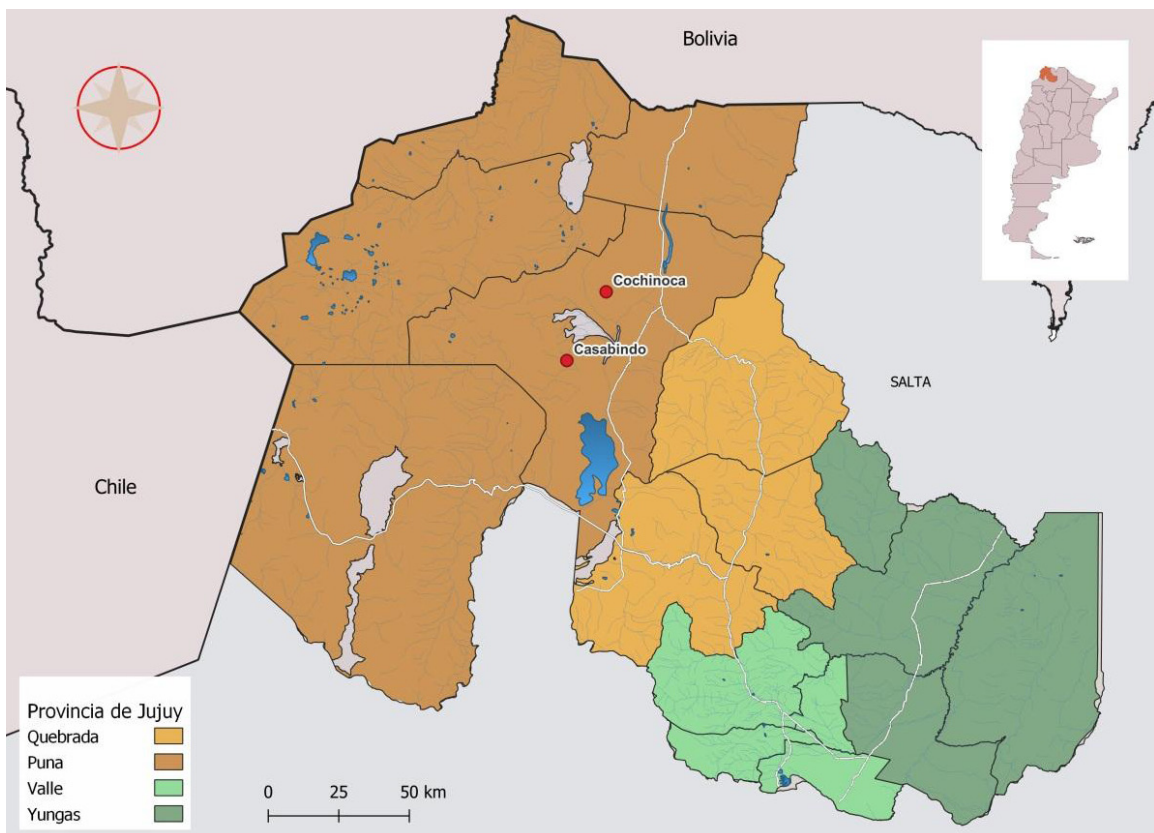 Bolivia
Cochinoca
Casabindo
SALTA
Chile
Provincia de Jujuy
Quebrada
Puna
Valle
Yungas
0 25 50 km